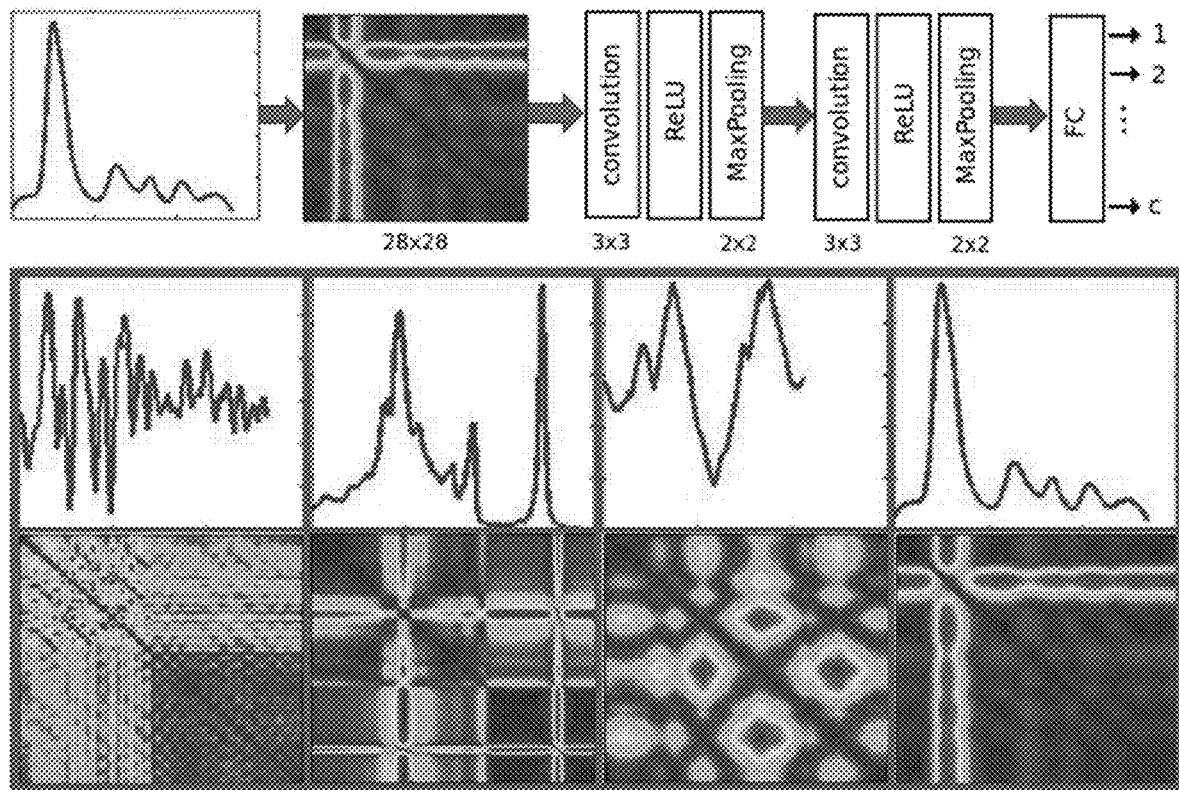 convolution
ReLU
MaxPooling
convolution
ReLU
MaxPooling
FC
1
2
...
c
28x28
3x3
2x2
3x3
2x2